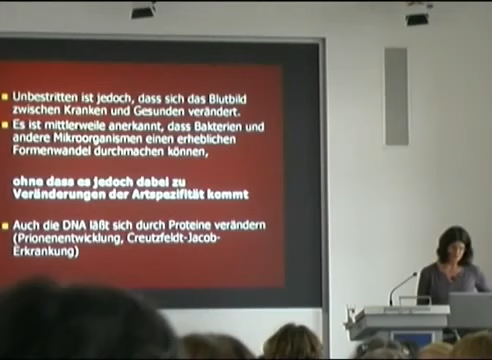 Unbestritten ist jedoch, dass sich das Blutbild
zwischen Kranken und Gesunden verändert.
Es ist mittlerweile anerkannt, dass Bakterien und
andere Mikroorganismen einen erheblichen
Formenwandel durchmachen können,
ohne dass es jedoch dabei zu
Veränderungen der Artspezifität kommt
Auch die DNA läßt sich durch Proteine verändern
(Prionenentwicklung, Creutzfeldt-Jacob-
Erkrankung)